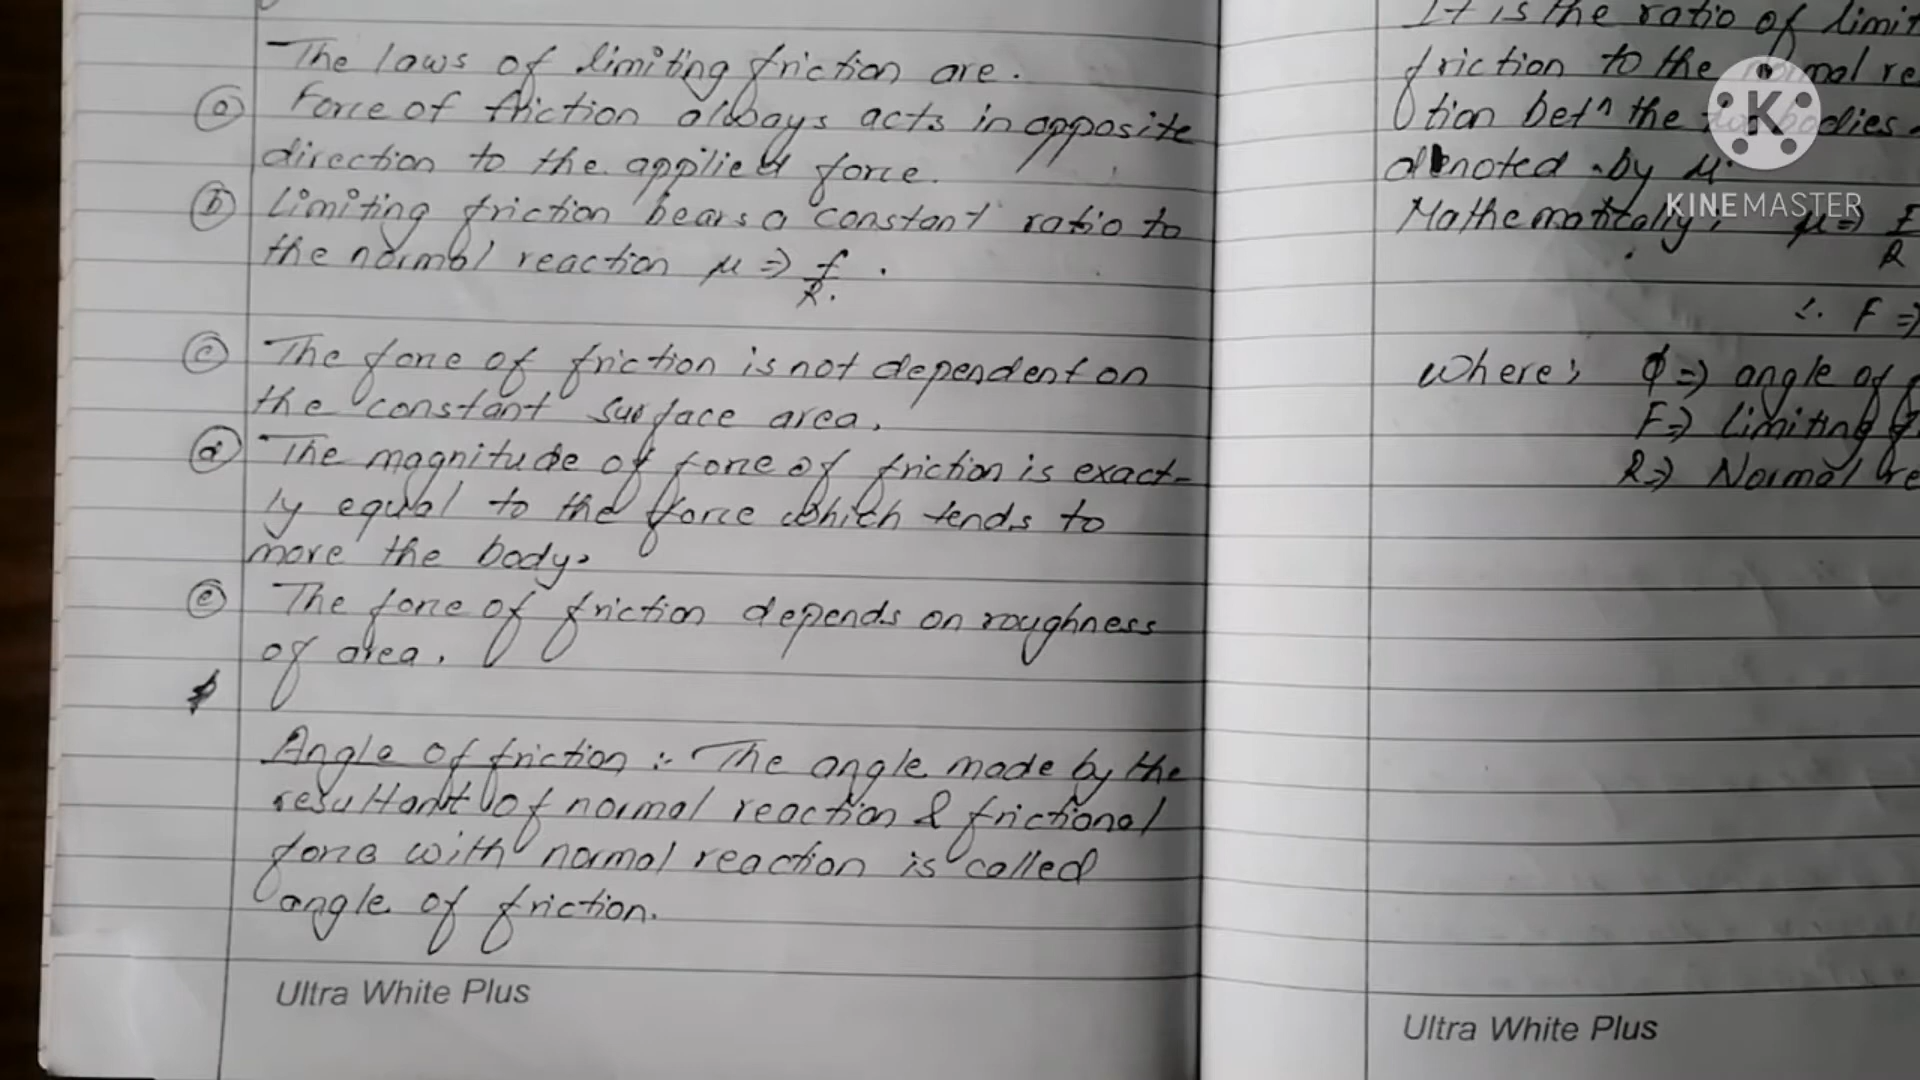 The laws of limiting friction are.
(a) Force of friction always acts in opposite
direction to the applied force.
(b) Limiting friction bears a constant ratio to
the normal reaction μ => f/R.
(c) The force of friction is not dependent on
the constant surface area.
(d) The magnitude of force of friction is exact-
ly equal to the force which tends to
move the body.
(e) The force of friction depends on roughness
of area.
Angle of friction :- The angle made by the
resultant of normal reaction & frictional
force with normal reaction is called
angle of friction.
Ultra White Plus
It is the ratio of limit
friction to the normal re
tion bet^n the bodies
denoted by μ.
Mathematically; μ => F/R
∴ F =>
where; φ => angle of
F => Limiting
R => Normal re
Ultra White Plus
K
KINEMASTER